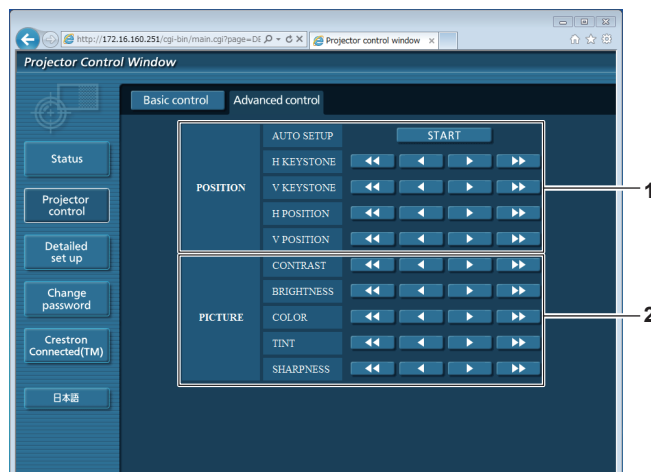 http://172.16.160.251/cgi-bin/main.cgi?page=DE
Projector control window
Projector Control Window
Basic control
Advanced control
Status
Projector
control
Detailed
set up
Change
password
Crestron
Connected(TM)
日本語
POSITION
AUTO SETUP
START
H KEYSTONE
V KEYSTONE
H POSITION
V POSITION
1
PICTURE
CONTRAST
BRIGHTNESS
COLOR
TINT
SHARPNESS
2